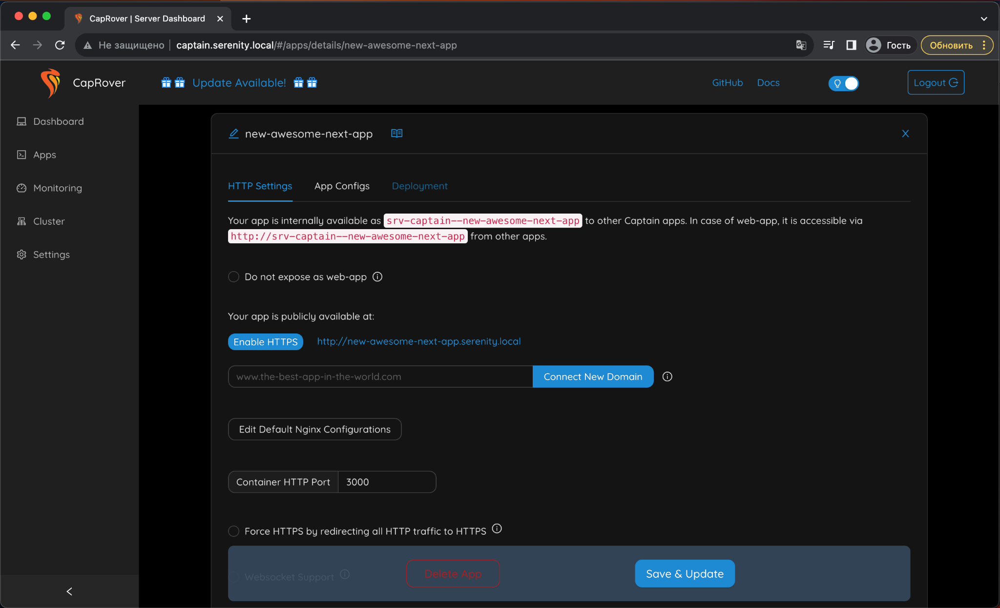 CapRover | Server Dashboard
Не защищено
captain.serenity.local/#/apps/details/new-awesome-next-app
Гость
Обновить
CapRover
Update Available!
GitHub
Docs
Logout
Dashboard
Apps
Monitoring
Cluster
Settings
new-awesome-next-app
HTTP Settings
App Configs
Deployment
Your app is internally available as srv-captain--new-awesome-next-app to other Captain apps. In case of web-app, it is accessible via
http://srv-captain--new-awesome-next-app from other apps.
Do not expose as web-app
Your app is publicly available at:
Enable HTTPS
http://new-awesome-next-app.serenity.local
www.the-best-app-in-the-world.com
Connect New Domain
Edit Default Nginx Configurations
Container HTTP Port
3000
Force HTTPS by redirecting all HTTP traffic to HTTPS
Websocket Support
Delete App
Save & Update